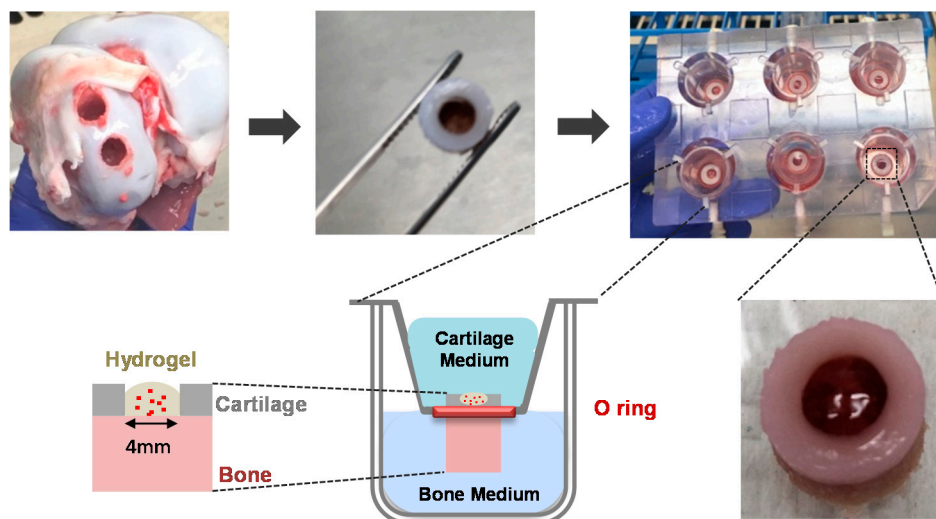 Hydrogel
Cartilage
4mm
Bone
Cartilage
Medium
O ring
Bone Medium